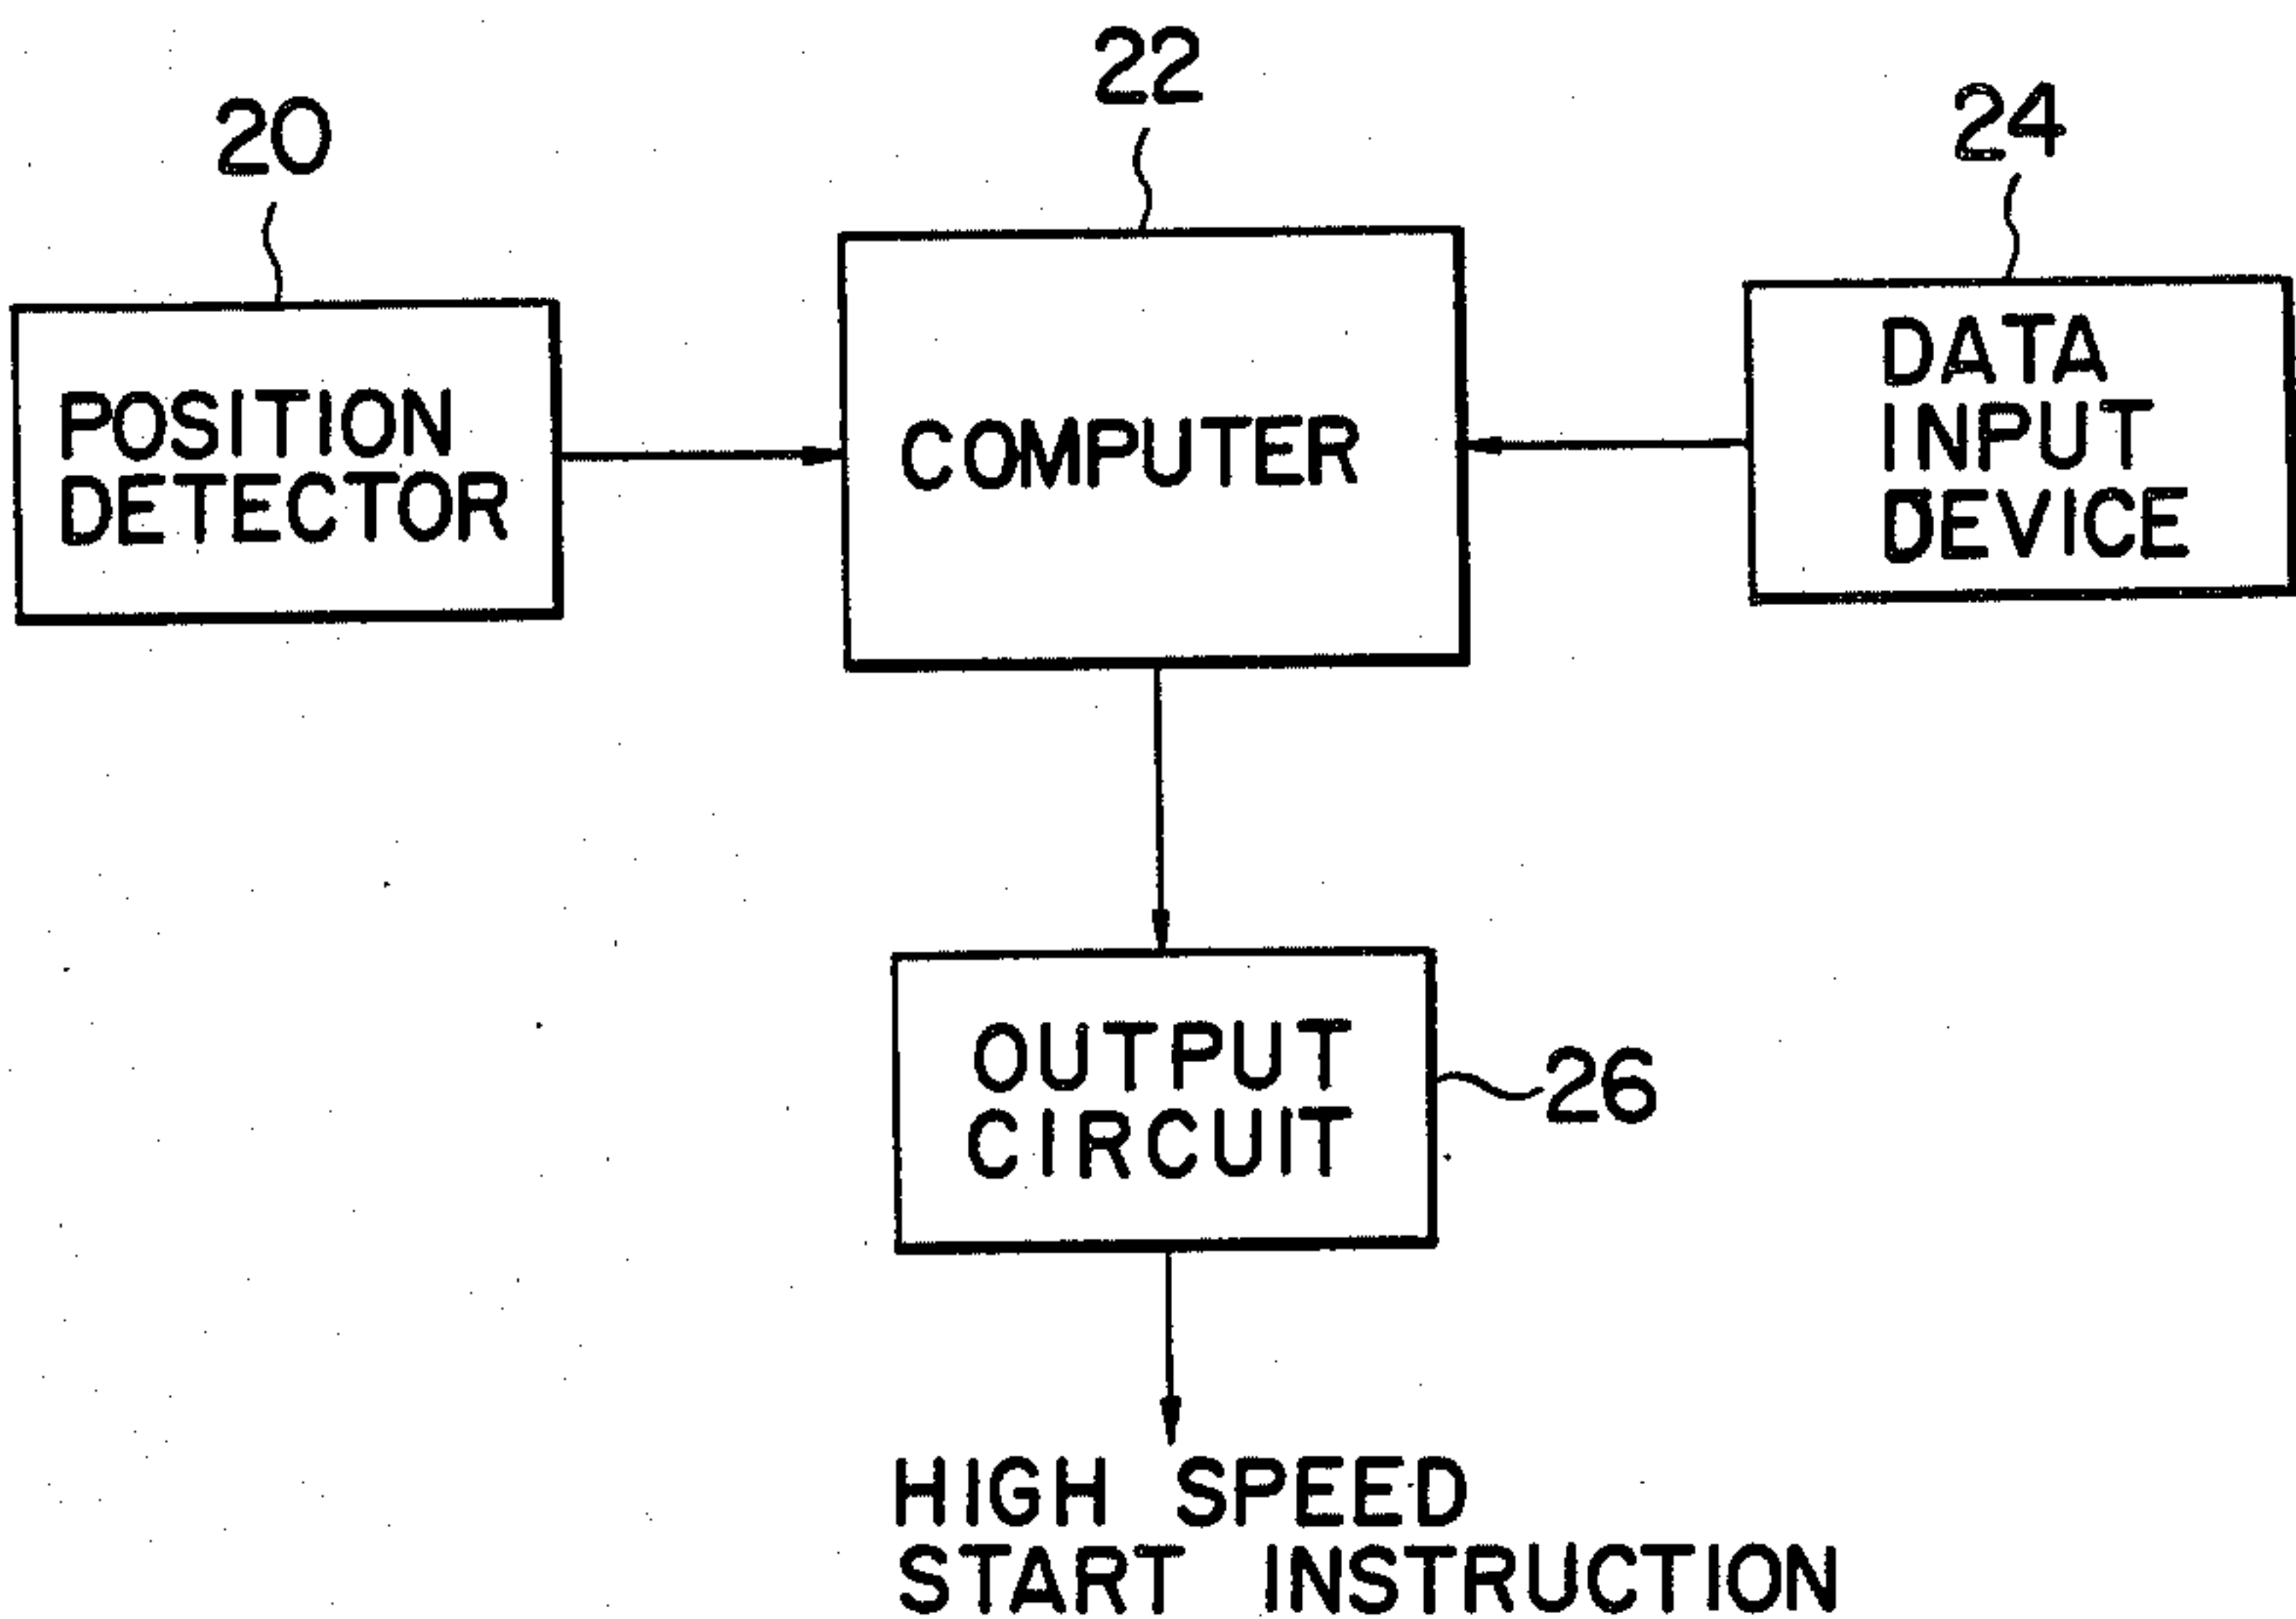 22
20
24
POSITION
DETECTOR
COMPUTER
DATA
INPUT
DEVICE
OUTPUT
CIRCUIT
26
HIGH SPEED
START INSTRUCTION